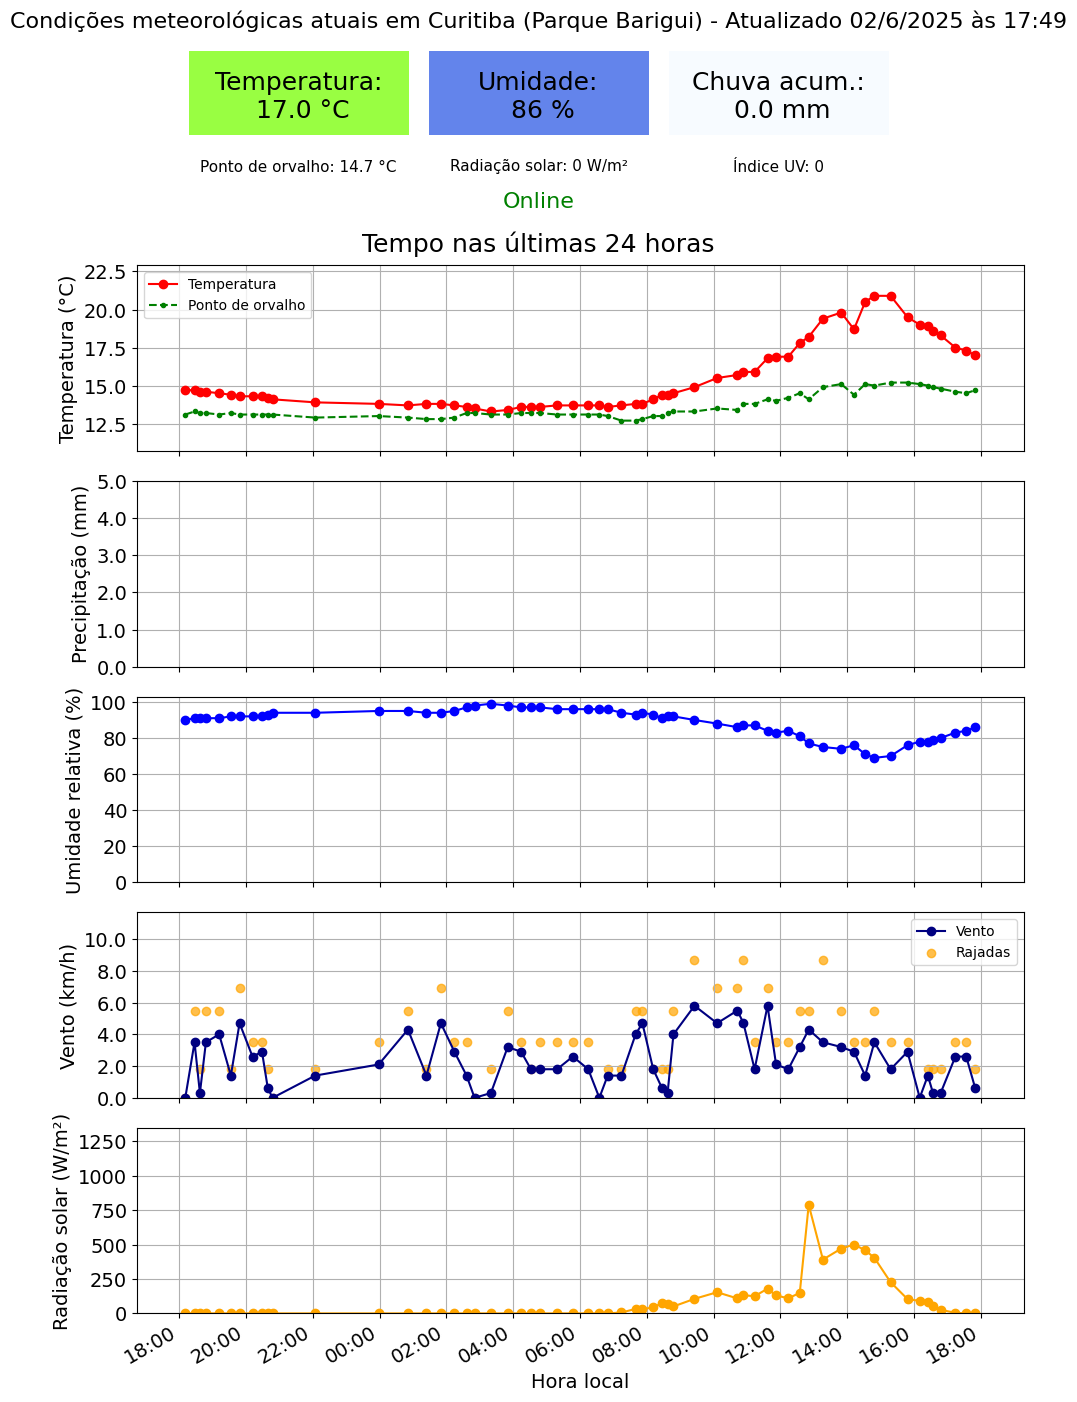 Condições meteorológicas atuais em Curitiba (Parque Barigui) - Atualizado 02/6/2025 às 17:49
Temperatura:
17.0 °C
Umidade:
86 %
Chuva acum.:
0.0 mm
Ponto de orvalho: 14.7 °C
Radiação solar: 0 W/m²
Índice UV: 0
Online
Tempo nas últimas 24 horas
Temperatura (°C)
22.5
20.0
17.5
15.0
12.5
Temperatura
Ponto de orvalho
Precipitação (mm)
5.0
4.0
3.0
2.0
1.0
0.0
Umidade relativa (%)
100
80
60
40
20
0
Vento (km/h)
10.0
8.0
6.0
4.0
2.0
0.0
Vento
Rajadas
Radiação solar (W/m²)
1250
1000
750
500
250
0
18:00
20:00
22:00
00:00
02:00
04:00
06:00
08:00
10:00
12:00
14:00
16:00
18:00
Hora local